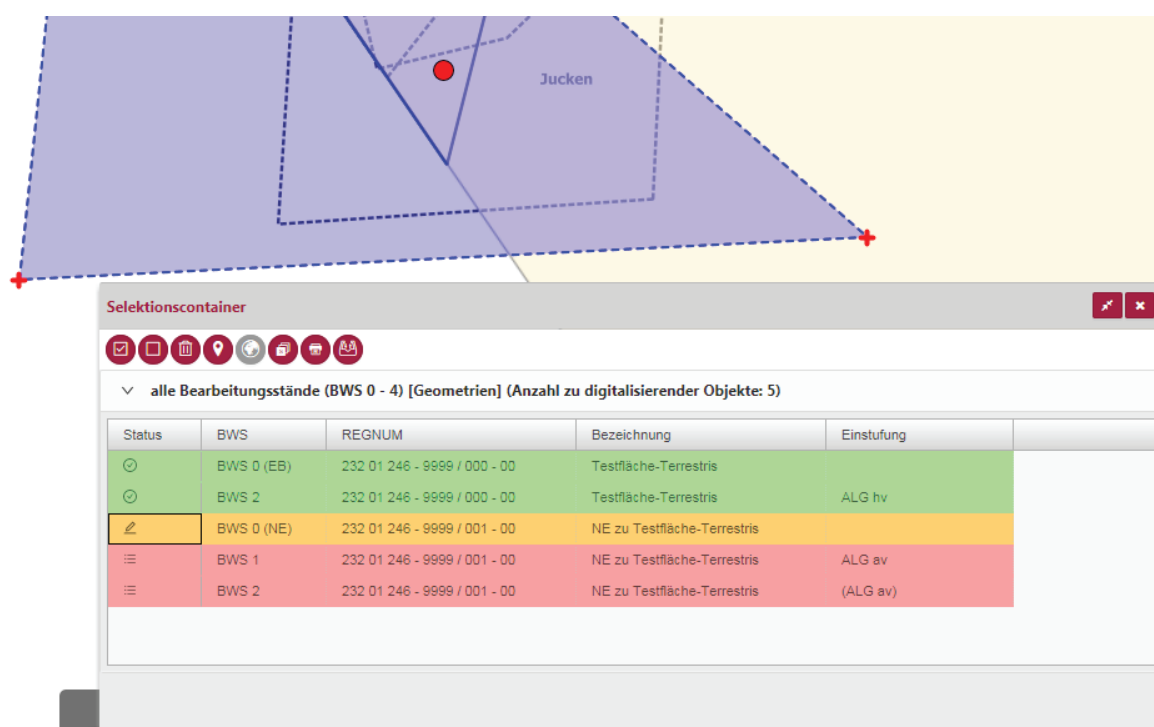 Jucken
Selektionscontainer
alle Bearbeitungsstände (BWS 0 - 4) [Geometrien] (Anzahl zu digitalisierender Objekte: 5)
Status BWS REGNUM Bezeichnung Einstufung
BWS 0 (EB) 232 01 246 - 9999 / 000 - 00 Testfläche-Terrestris
BWS 2 232 01 246 - 9999 / 000 - 00 Testfläche-Terrestris ALG hv
BWS 0 (NE) 232 01 246 - 9999 / 001 - 00 NE zu Testfläche-Terrestris
BWS 1 232 01 246 - 9999 / 001 - 00 NE zu Testfläche-Terrestris ALG av
BWS 2 232 01 246 - 9999 / 001 - 00 NE zu Testfläche-Terrestris (ALG av)